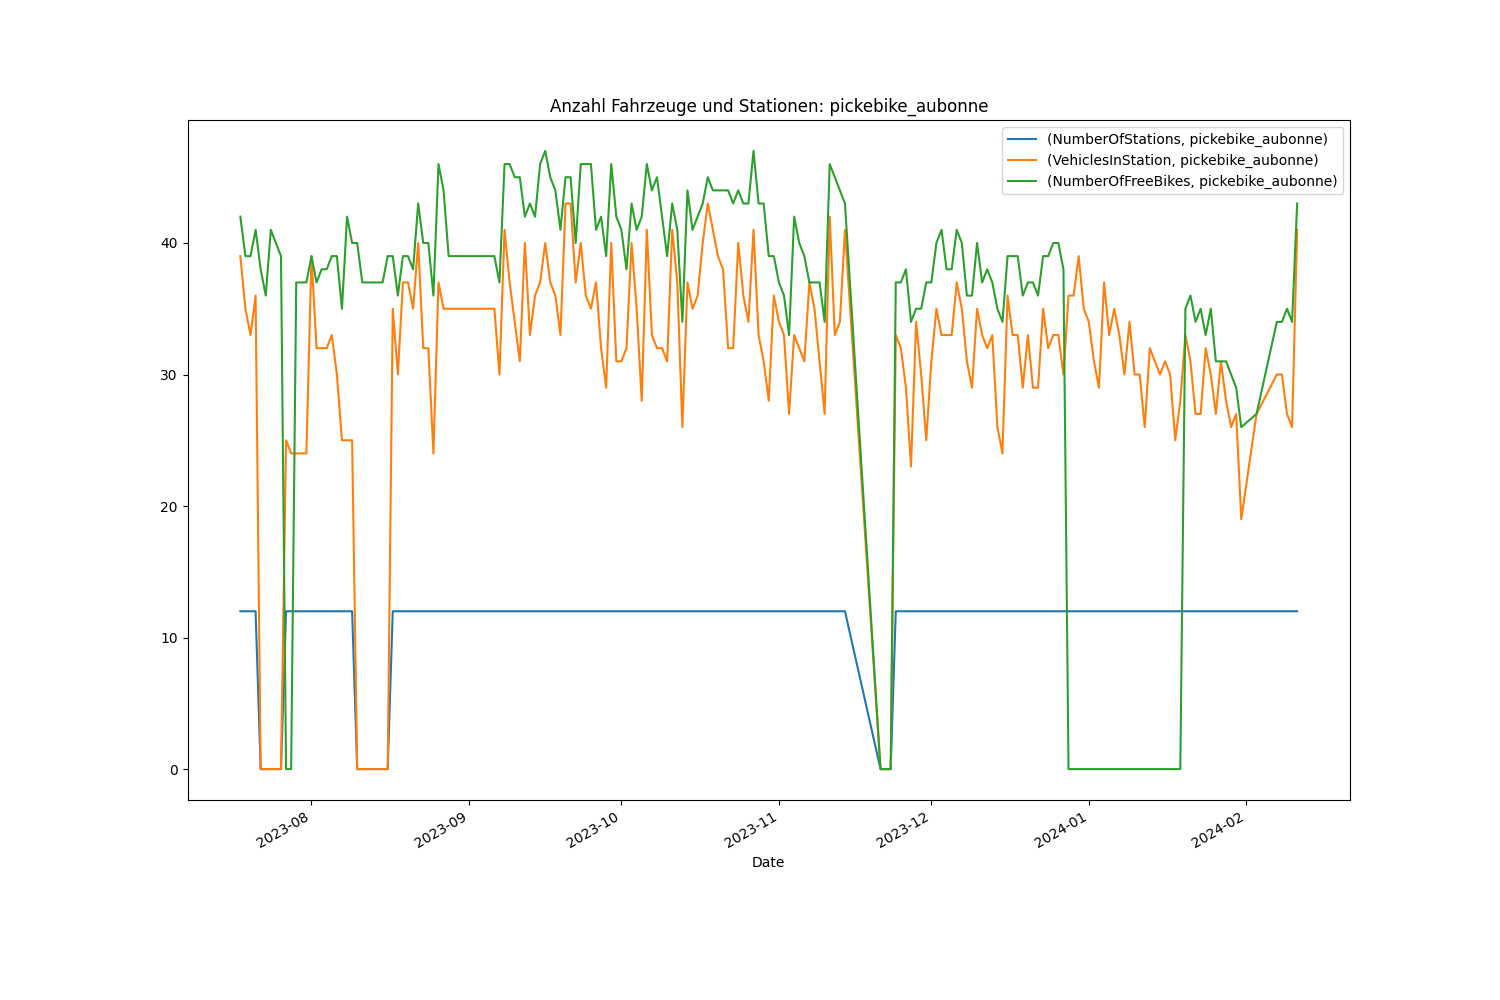 Anzahl Fahrzeuge und Stationen: pickebike_aubonne
(NumberOfStations, pickebike_aubonne)
(VehiclesInStation, pickebike_aubonne)
(NumberOfFreeBikes, pickebike_aubonne)
40
30
20
10
0
2023-08
2023-09
2023-10
2023-11
2023-12
2024-01
2024-02
Date